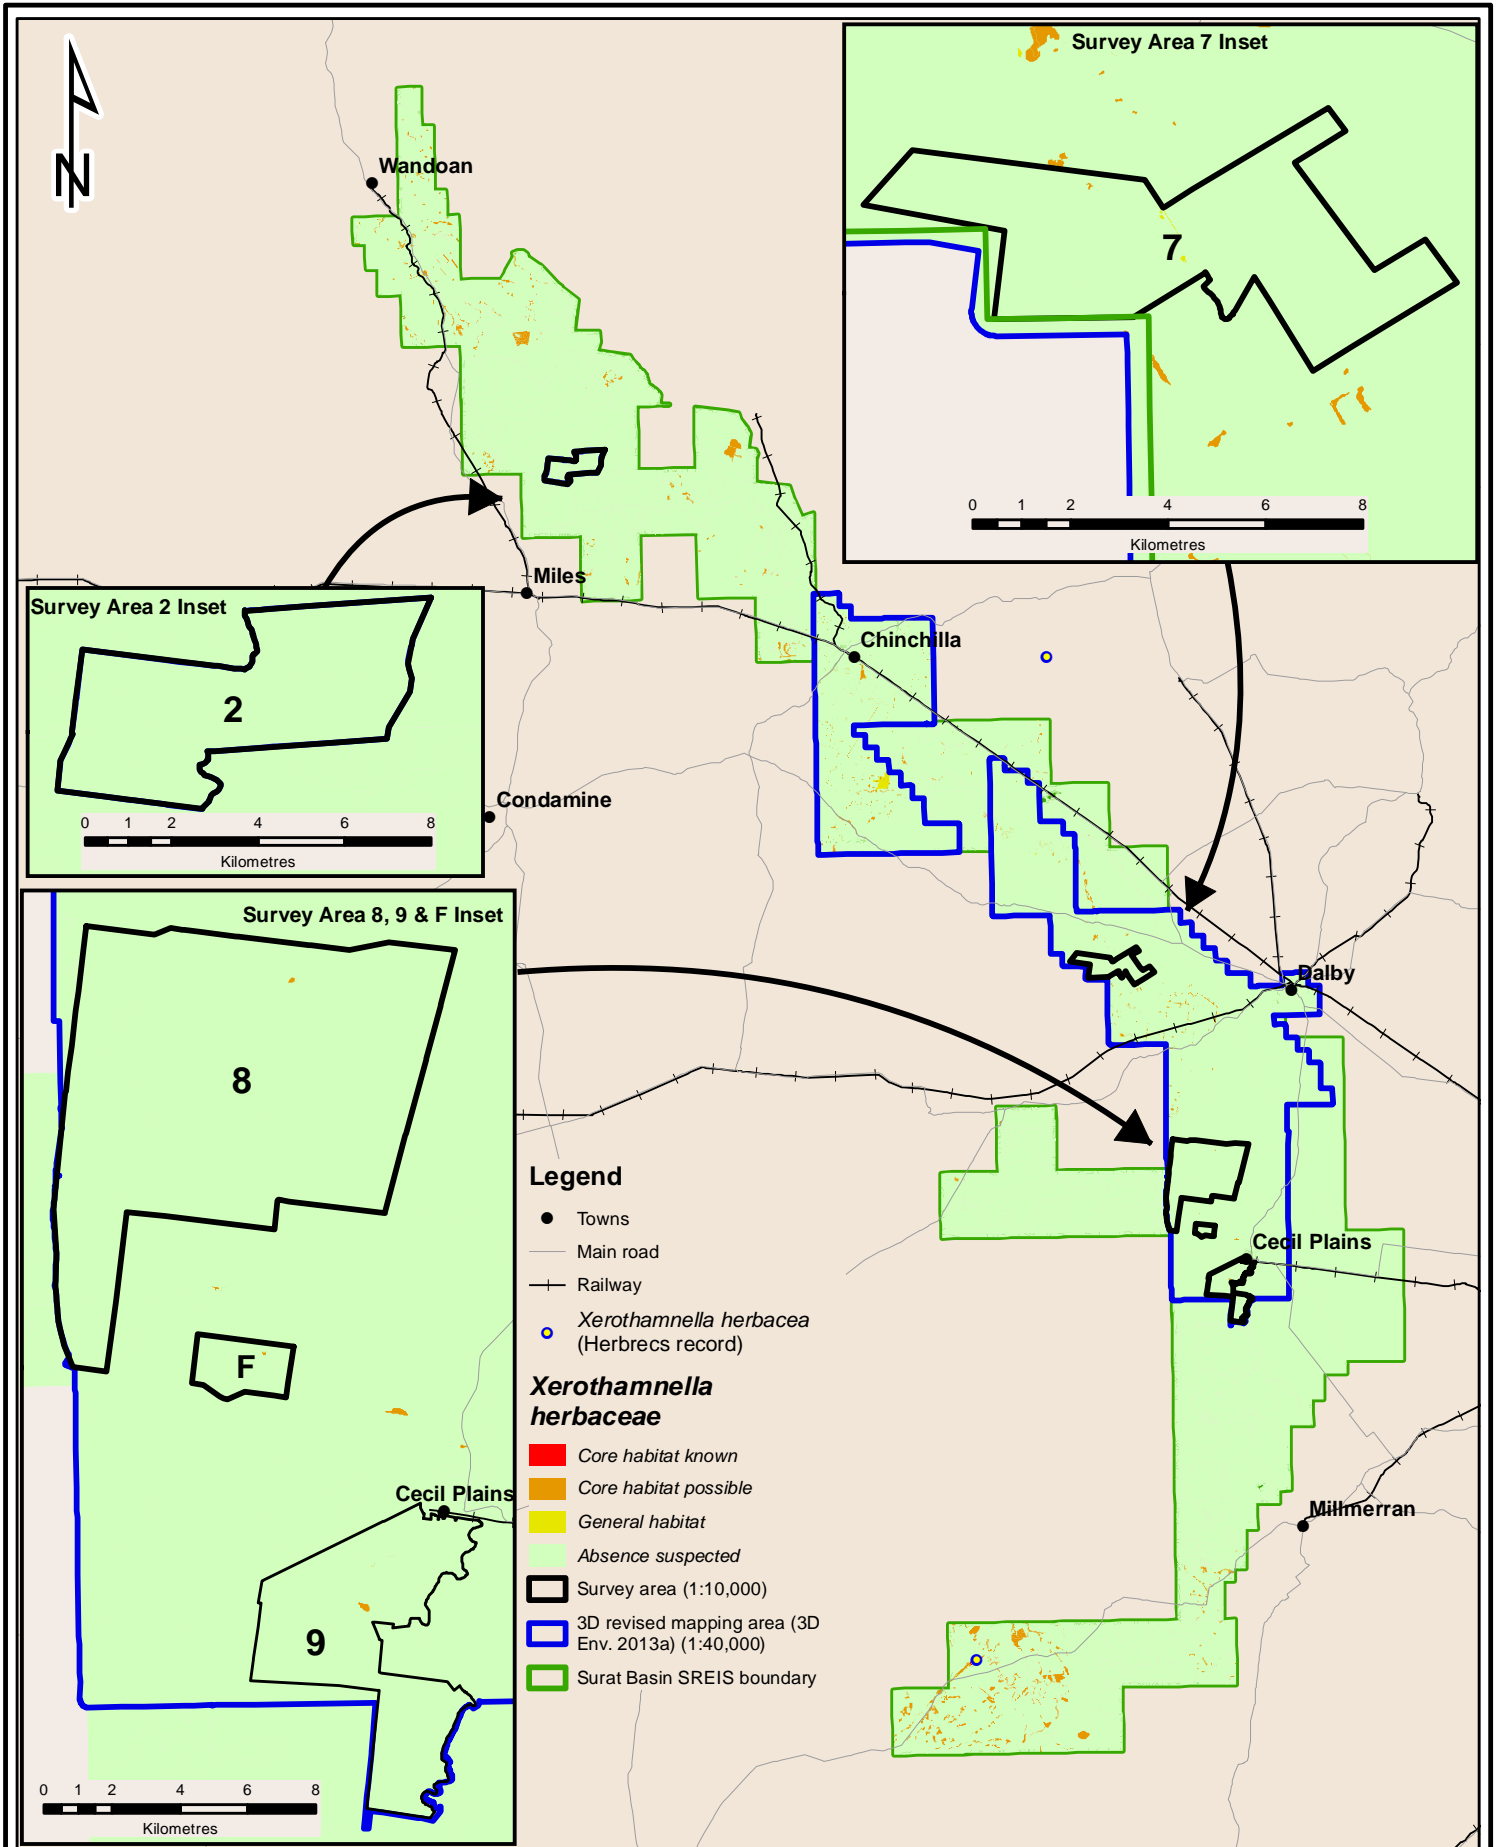 N
Survey Area 7 Inset
7
0 1 2 4 6 8
Kilometres
Wandoan
Miles
Chinchilla
Condamine
Dalby
Cecil Plains
Millmerran
Survey Area 2 Inset
2
0 1 2 4 6 8
Kilometres
Survey Area 8, 9 & F Inset
8
F
Cecil Plains
9
0 1 2 4 6 8
Kilometres
Legend
Towns
Main road
Railway
Xerothamnella herbacea
(Herbrecs record)
Xerothamnella
herbaceae
Core habitat known
Core habitat possible
General habitat
Absence suspected
Survey area (1:10,000)
3D revised mapping area (3D
Env. 2013a) (1:40,000)
Surat Basin SREIS boundary